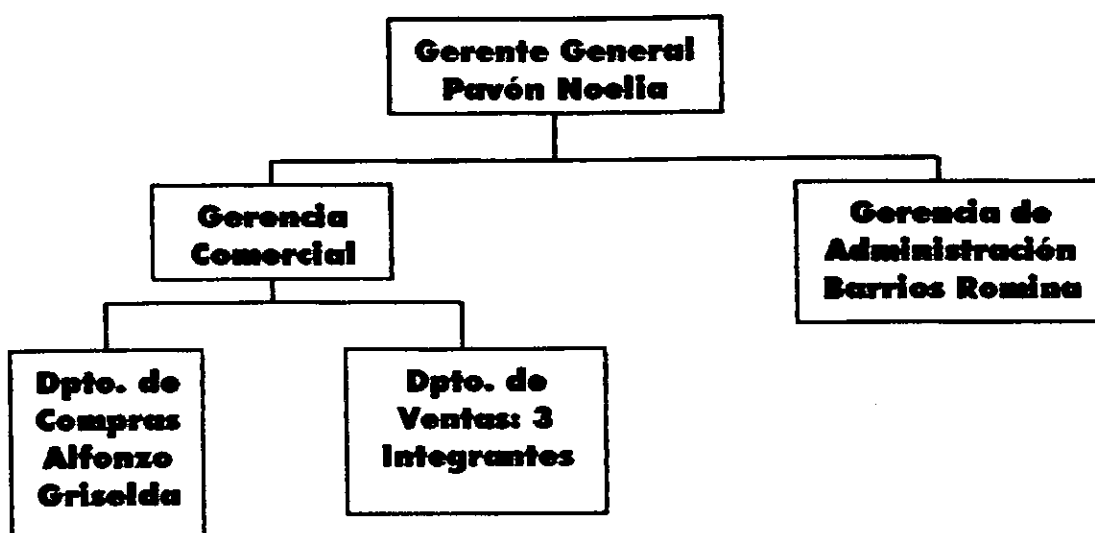 Gerente General
Pavón Noelia
Gerencia
Comercial
Gerencia de
Administración
Barrios Romina
Dpto. de
Compras
Alfonzo
Griselda
Dpto. de
Ventas: 3
Integrantes